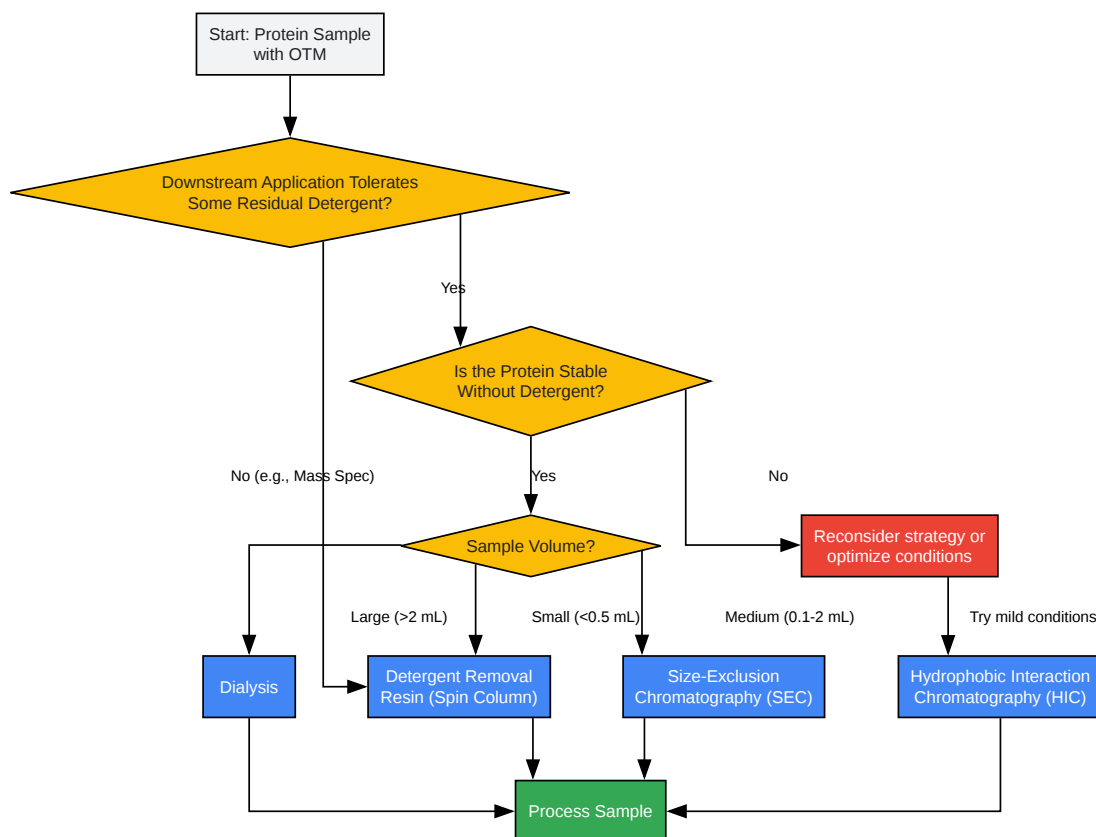 Start: Protein Sample
with OTM
Downstream Application Tolerates
Some Residual Detergent?
Yes
Is the Protein Stable
Without Detergent?
No (e.g., Mass Spec)
Yes
No
Sample Volume?
Reconsider strategy or
optimize conditions
Large (>2 mL)
Small (<0.5 mL)
Medium (0.1-2 mL)
Try mild conditions
Dialysis
Detergent Removal
Resin (Spin Column)
Size-Exclusion
Chromatography (SEC)
Hydrophobic Interaction
Chromatography (HIC)
Process Sample